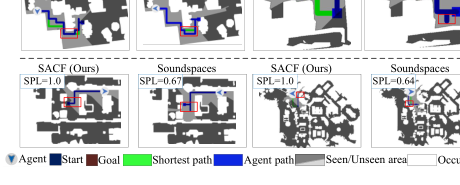 SACF (Ours) Soundspaces SACF (Ours) Soundspaces
SPL=1.0 SPL=0.67 SPL=1.0 SPL=0.64
Agent Start Goal Shortest path Agent path Seen/Unseen area Occu